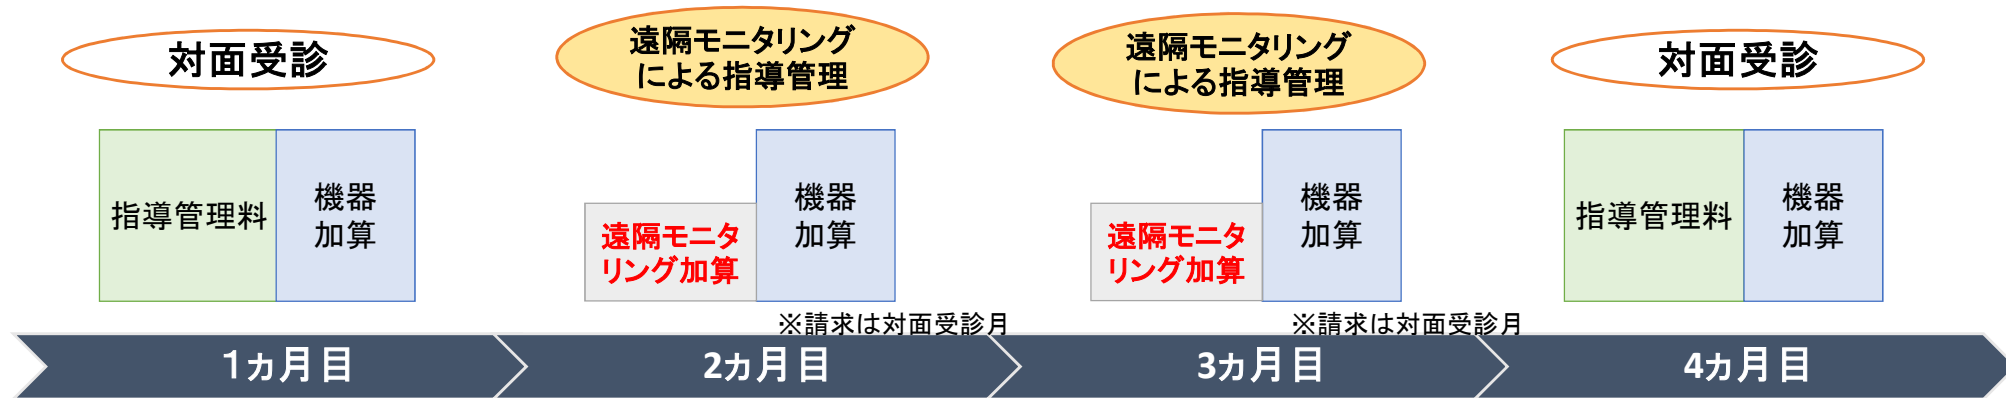 対面受診
遠隔モニタリング
による指導管理
遠隔モニタリング
による指導管理
対面受診
指導管理料
機器
加算
遠隔モニタ
リング加算
機器
加算
遠隔モニタ
リング加算
機器
加算
指導管理料
機器
加算
※請求は対面受診月
※請求は対面受診月
１ヵ月目
2ヵ月目
3ヵ月目
4ヵ月目